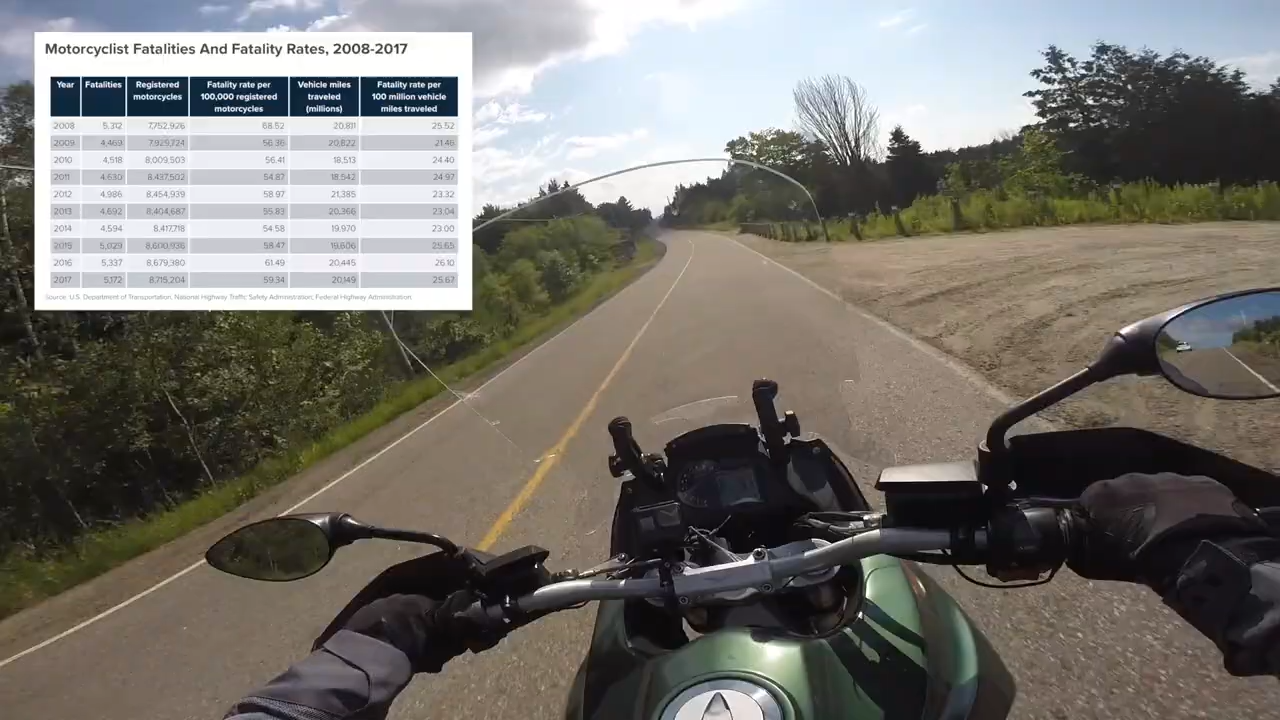 Motorcyclist Fatalities And Fatality Rates, 2008-2017
Year Fatalities Registered motorcycles Fatality rate per 100,000 registered motorcycles Vehicle miles traveled (millions) Fatality rate per 100 million vehicle miles traveled
2008 5,312 7,752,926 68.52 20,811 25.52
2009 4,469 7,929,724 56.36 20,822 21.46
2010 4,518 8,009,503 56.41 18,513 24.40
2011 4,630 8,437,502 54.87 18,542 24.97
2012 4,986 8,454,939 58.97 21,385 23.32
2013 4,692 8,404,687 55.83 20,366 23.04
2014 4,594 8,417,718 54.58 19,970 23.00
2015 5,029 8,600,936 58.47 19,606 25.65
2016 5,337 8,679,380 61.49 20,445 26.10
2017 5,172 8,715,204 59.34 20,149 25.67
Source: U.S. Department of Transportation, National Highway Traffic Safety Administration; Federal Highway Administration